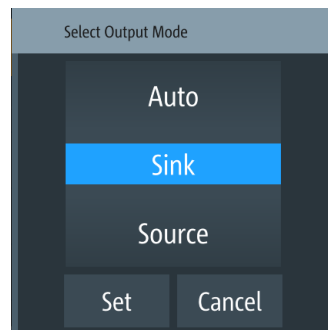 Select Output Mode
Auto
Sink
Source
Set Cancel